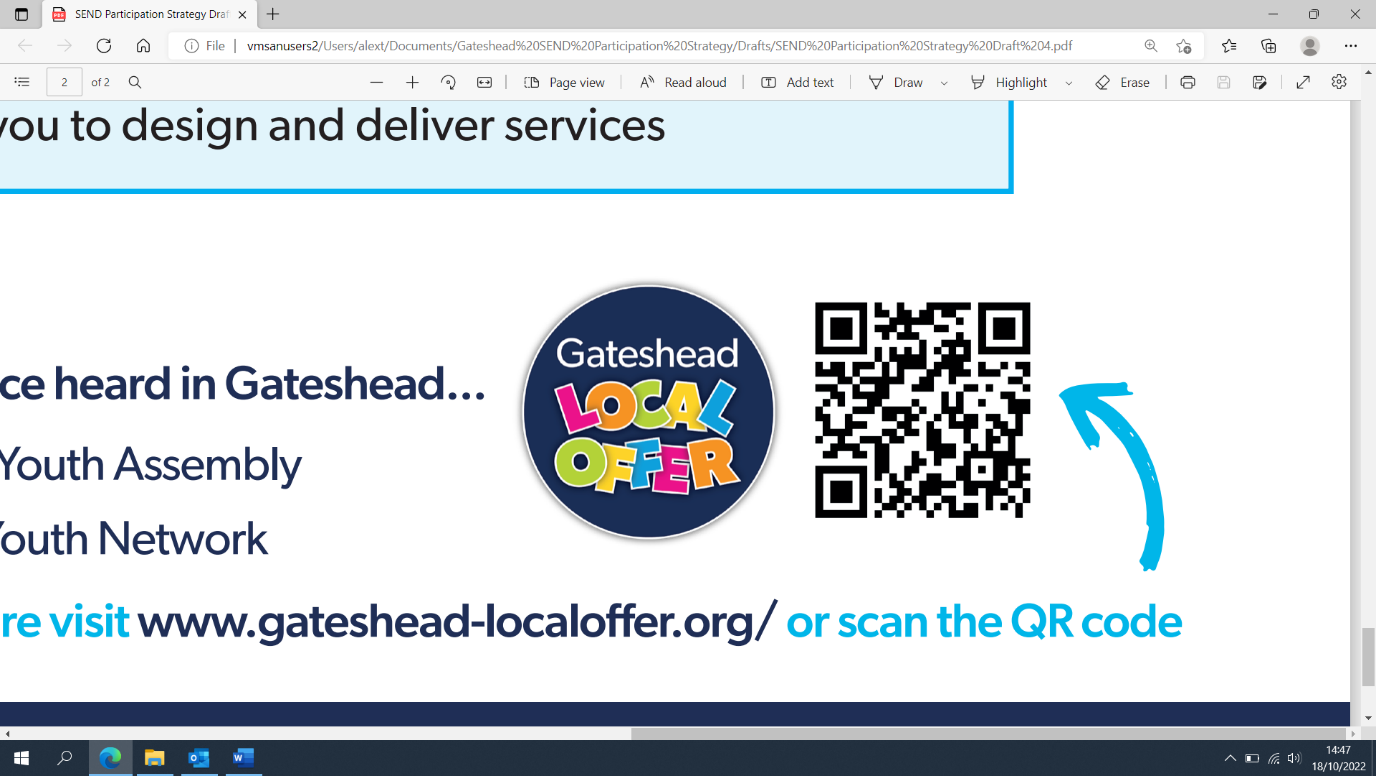 SEND Participation Strategy Draf
File
vmsanusers2/Users/alext/Documents/Gateshead%20SEND%20Participation%20Strategy/Drafts/SEND%20Participation%20Strategy%20Draft%204.pdf
2 of 2
Page view
Read aloud
Add text
Draw
Highlight
Erase
you to design and deliver services
ce heard in Gateshead...
Youth Assembly
Youth Network
Gateshead
LOCAL
OFFER
re visit www.gateshead-localoffer.org/ or scan the QR code
14:47
18/10/2022